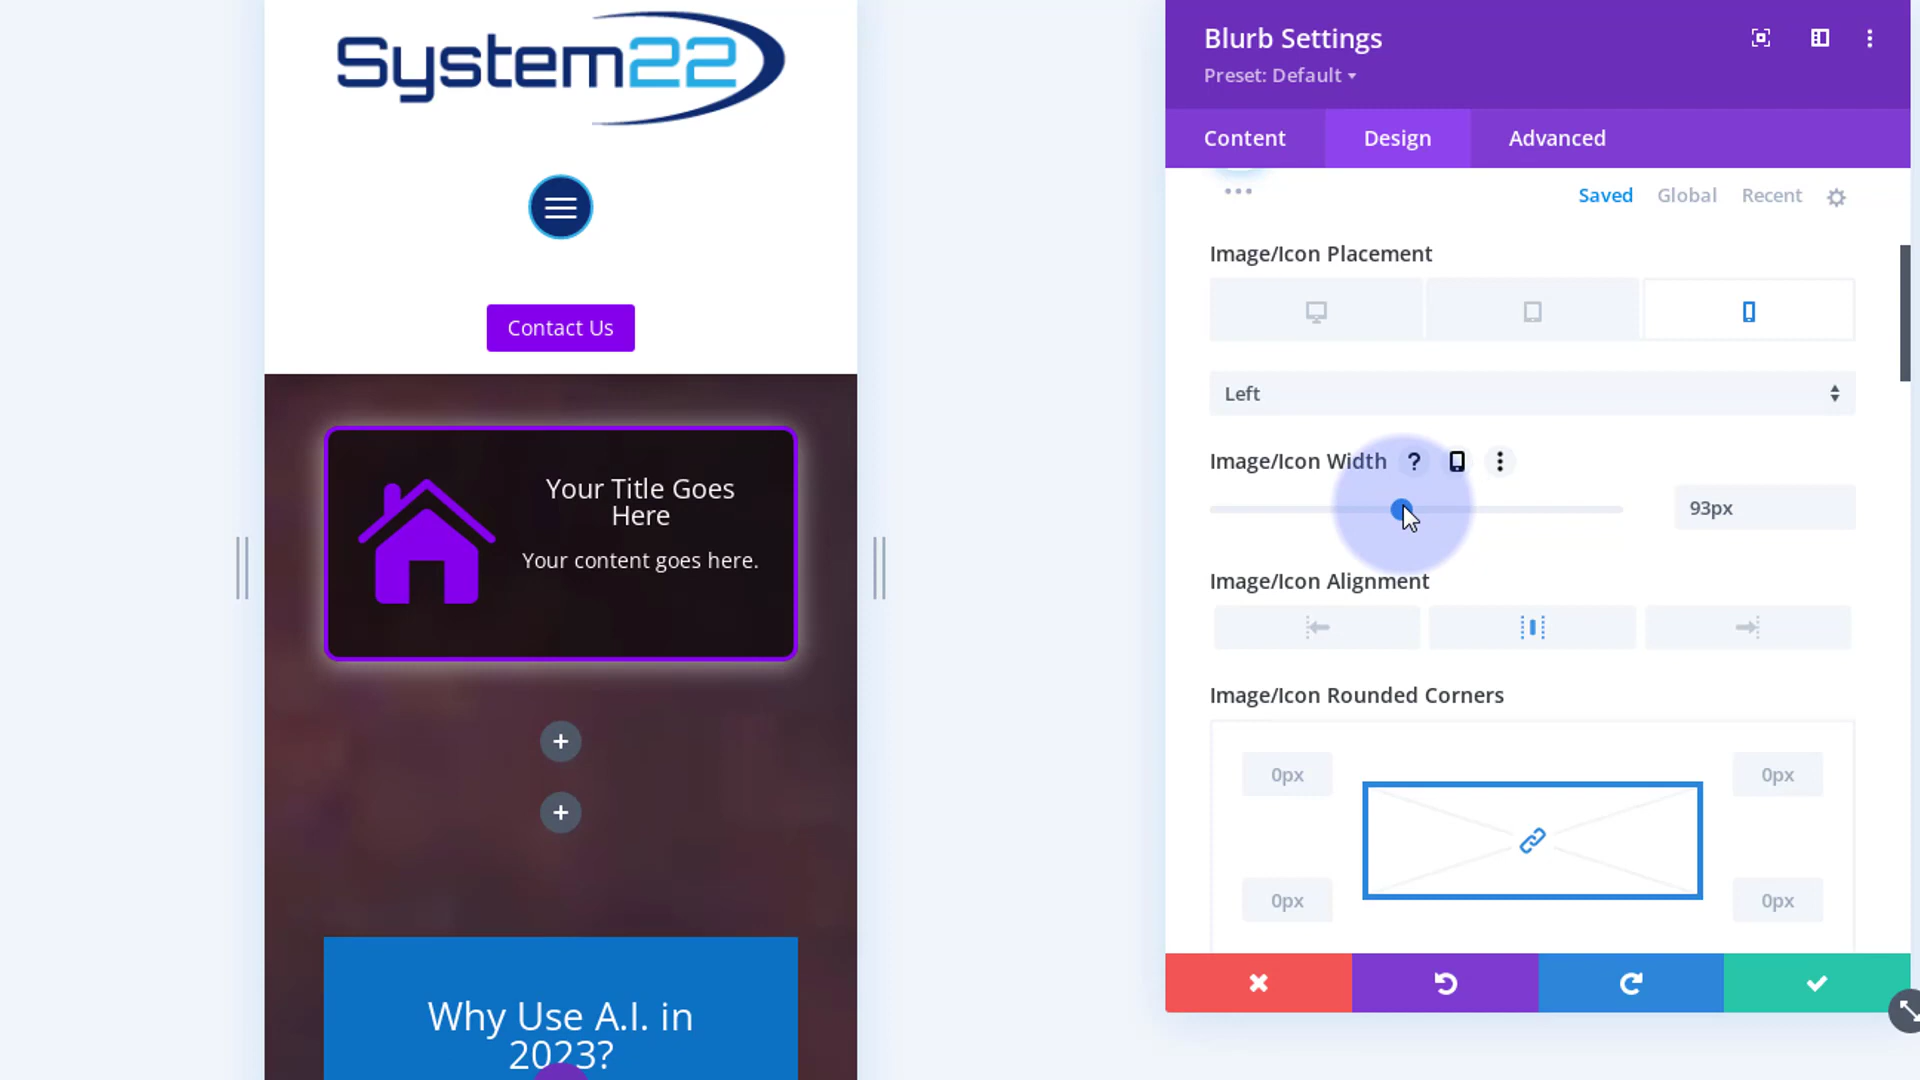 System22
Contact Us
Your Title Goes
Here
Your content goes here.
Why Use A.I. in
2023?
Blurb Settings
Preset: Default
Content
Design
Advanced
Saved
Global
Recent
Image/Icon Placement
Left
Image/Icon Width
?
93px
Image/Icon Alignment
Image/Icon Rounded Corners
0px
0px
0px
0px